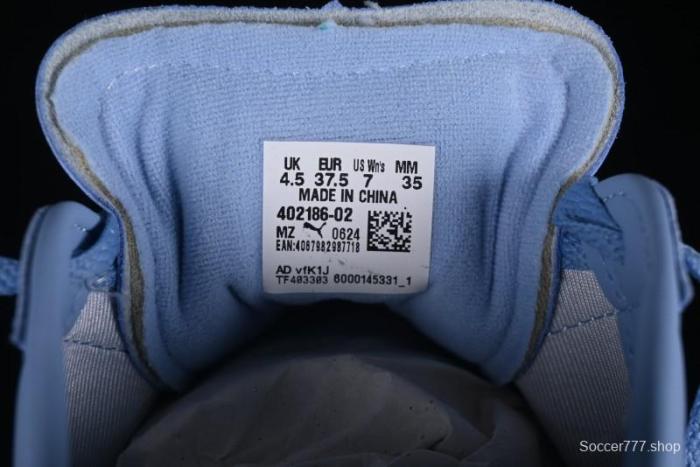 UK EUR US Wn's MM
4.5 37.5 7 35
MADE IN CHINA
402186-02
MZ 0624
EAN:4067982987718
AD vfK1J
TF403303 6000145331_1
Soccer777.shop